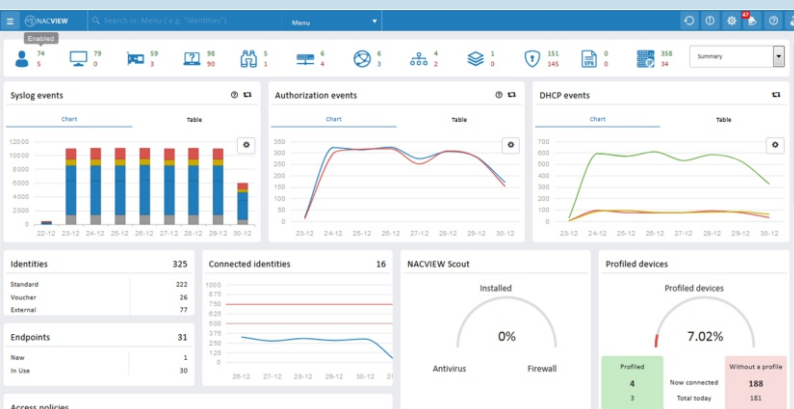 NACVIEW Search in: Menu (e.g. "Identities") Menu 47
Enabled
74 79 59 98 5 6 6 4 1 151 0 358
5 0 3 90 1 4 3 2 0 145 0 34
Summary
Syslog events
Chart Table
12000
10000
8000
6000
4000
2000
0
22-12 23-12 24-12 25-12 26-12 27-12 28-12 29-12 30-12
Authorization events
Chart Table
350
300
250
200
150
100
50
0
23-12 24-12 25-12 26-12 27-12 28-12 29-12 30-12
DHCP events
Chart Table
700
600
500
400
300
200
100
0
23-12 24-12 25-12 26-12 27-12 28-12 29-12 30-12
Identities 325
Standard 222
Voucher 26
External 77
Endpoints 31
New 1
In Use 30
Access policies
Connected identities 16
1000
875
750
625
500
375
250
125
0
26-12 27-12 28-12 29-12 30-12
NACVIEW Scout
Installed
0%
Antivirus Firewall
Profiled devices
Profiled devices
7.02%
Profiled Without a profile
4 Now connected 188
3 Total today 181